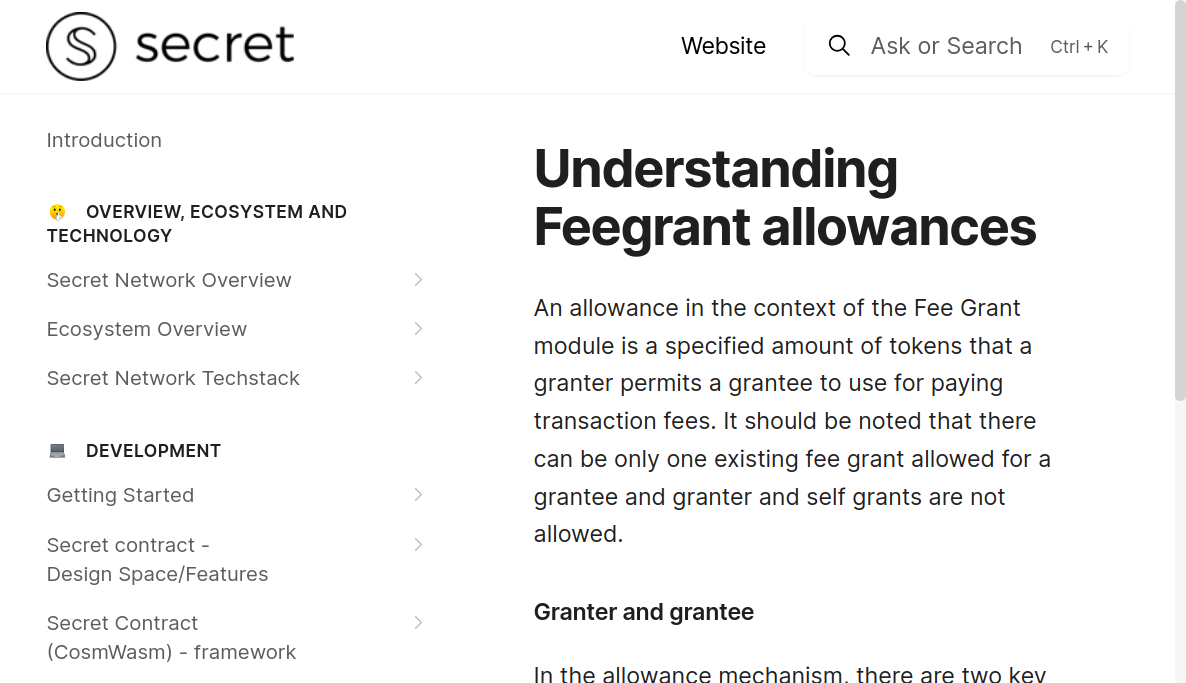 secret
Website
Ask or Search Ctrl + K
Introduction
OVERVIEW, ECOSYSTEM AND
TECHNOLOGY
Secret Network Overview
Ecosystem Overview
Secret Network Techstack
DEVELOPMENT
Getting Started
Secret contract -
Design Space/Features
Secret Contract
(CosmWasm) - framework
Understanding
Feegrant allowances
An allowance in the context of the Fee Grant
module is a specified amount of tokens that a
granter permits a grantee to use for paying
transaction fees. It should be noted that there
can be only one existing fee grant allowed for a
grantee and granter and self grants are not
allowed.
Granter and grantee
In the allowance mechanism, there are two key